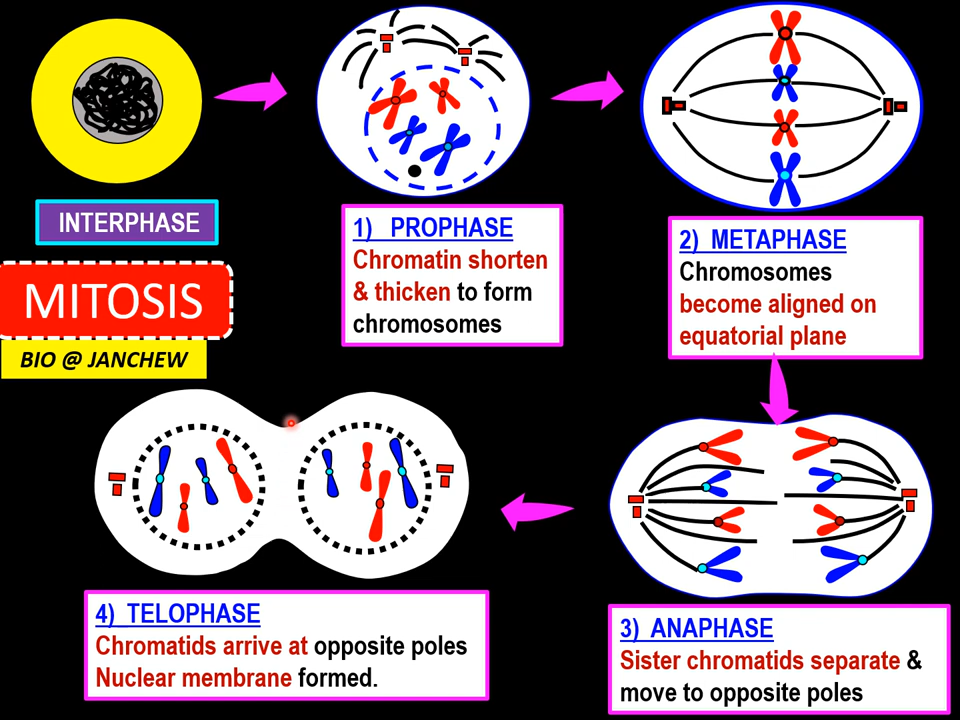 INTERPHASE
1) PROPHASE
Chromatin shorten
& thicken to form
chromosomes
2) METAPHASE
Chromosomes
become aligned on
equatorial plane
MITOSIS
BIO @ JANCHEW
4) TELOPHASE
Chromatids arrive at opposite poles
Nuclear membrane formed.
3) ANAPHASE
Sister chromatids separate &
move to opposite poles